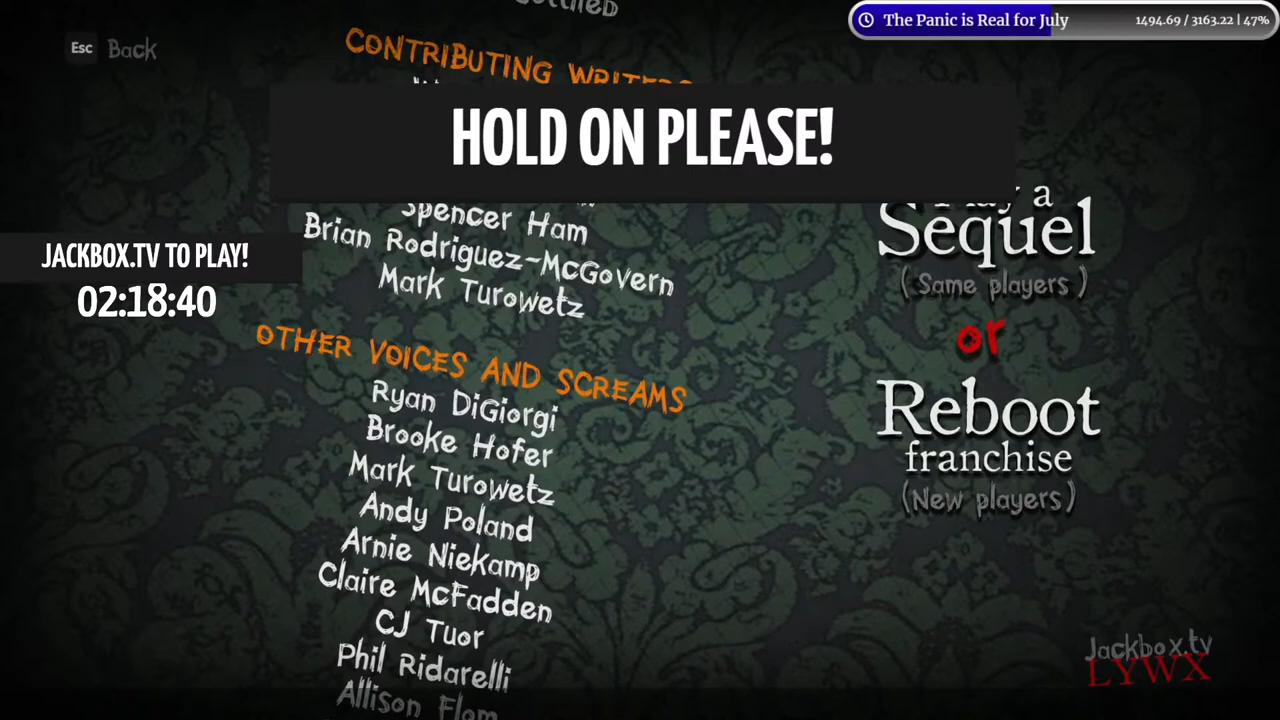 The Panic is Real for July
1494.69 / 3163.22 | 47%
Esc Back
CONTRIBUTING WRITERS
HOLD ON PLEASE!
Spencer Ham
Brian Rodriguez-McGovern
Mark Turowetz
JACKBOX.TV TO PLAY!
02:18:40
OTHER VOICES AND SCREAMS
Ryan DiGiorgi
Brooke Hofer
Mark Turowetz
Andy Poland
Arnie Niekamp
Claire McFadden
CJ Tuor
Phil Ridarelli
Allison Flom
Play a
Sequel
( Same players )
or
Reboot
franchise
(New players)
Jackbox.tv
LYWX